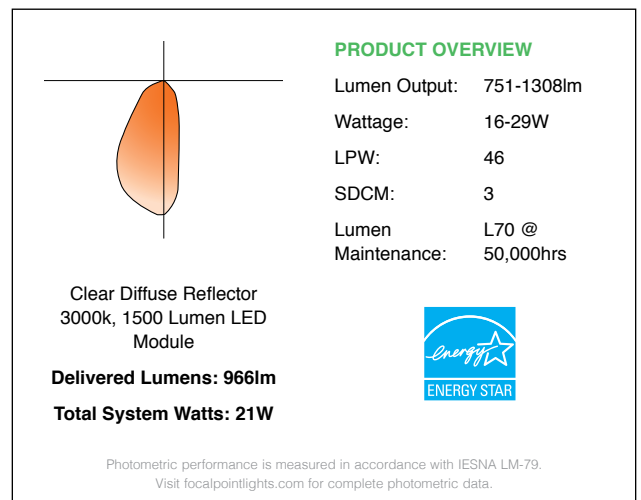 PRODUCT OVERVIEW
Lumen Output: 751-1308lm
Wattage: 16-29W
LPW: 46
SDCM: 3
Lumen L70 @
Maintenance: 50,000hrs
Clear Diffuse Reflector
3000k, 1500 Lumen LED
Module
Delivered Lumens: 966lm
Total System Watts: 21W
energy
ENERGY STAR
Photometric performance is measured in accordance with IESNA LM-79.
Visit focalpointlights.com for complete photometric data.